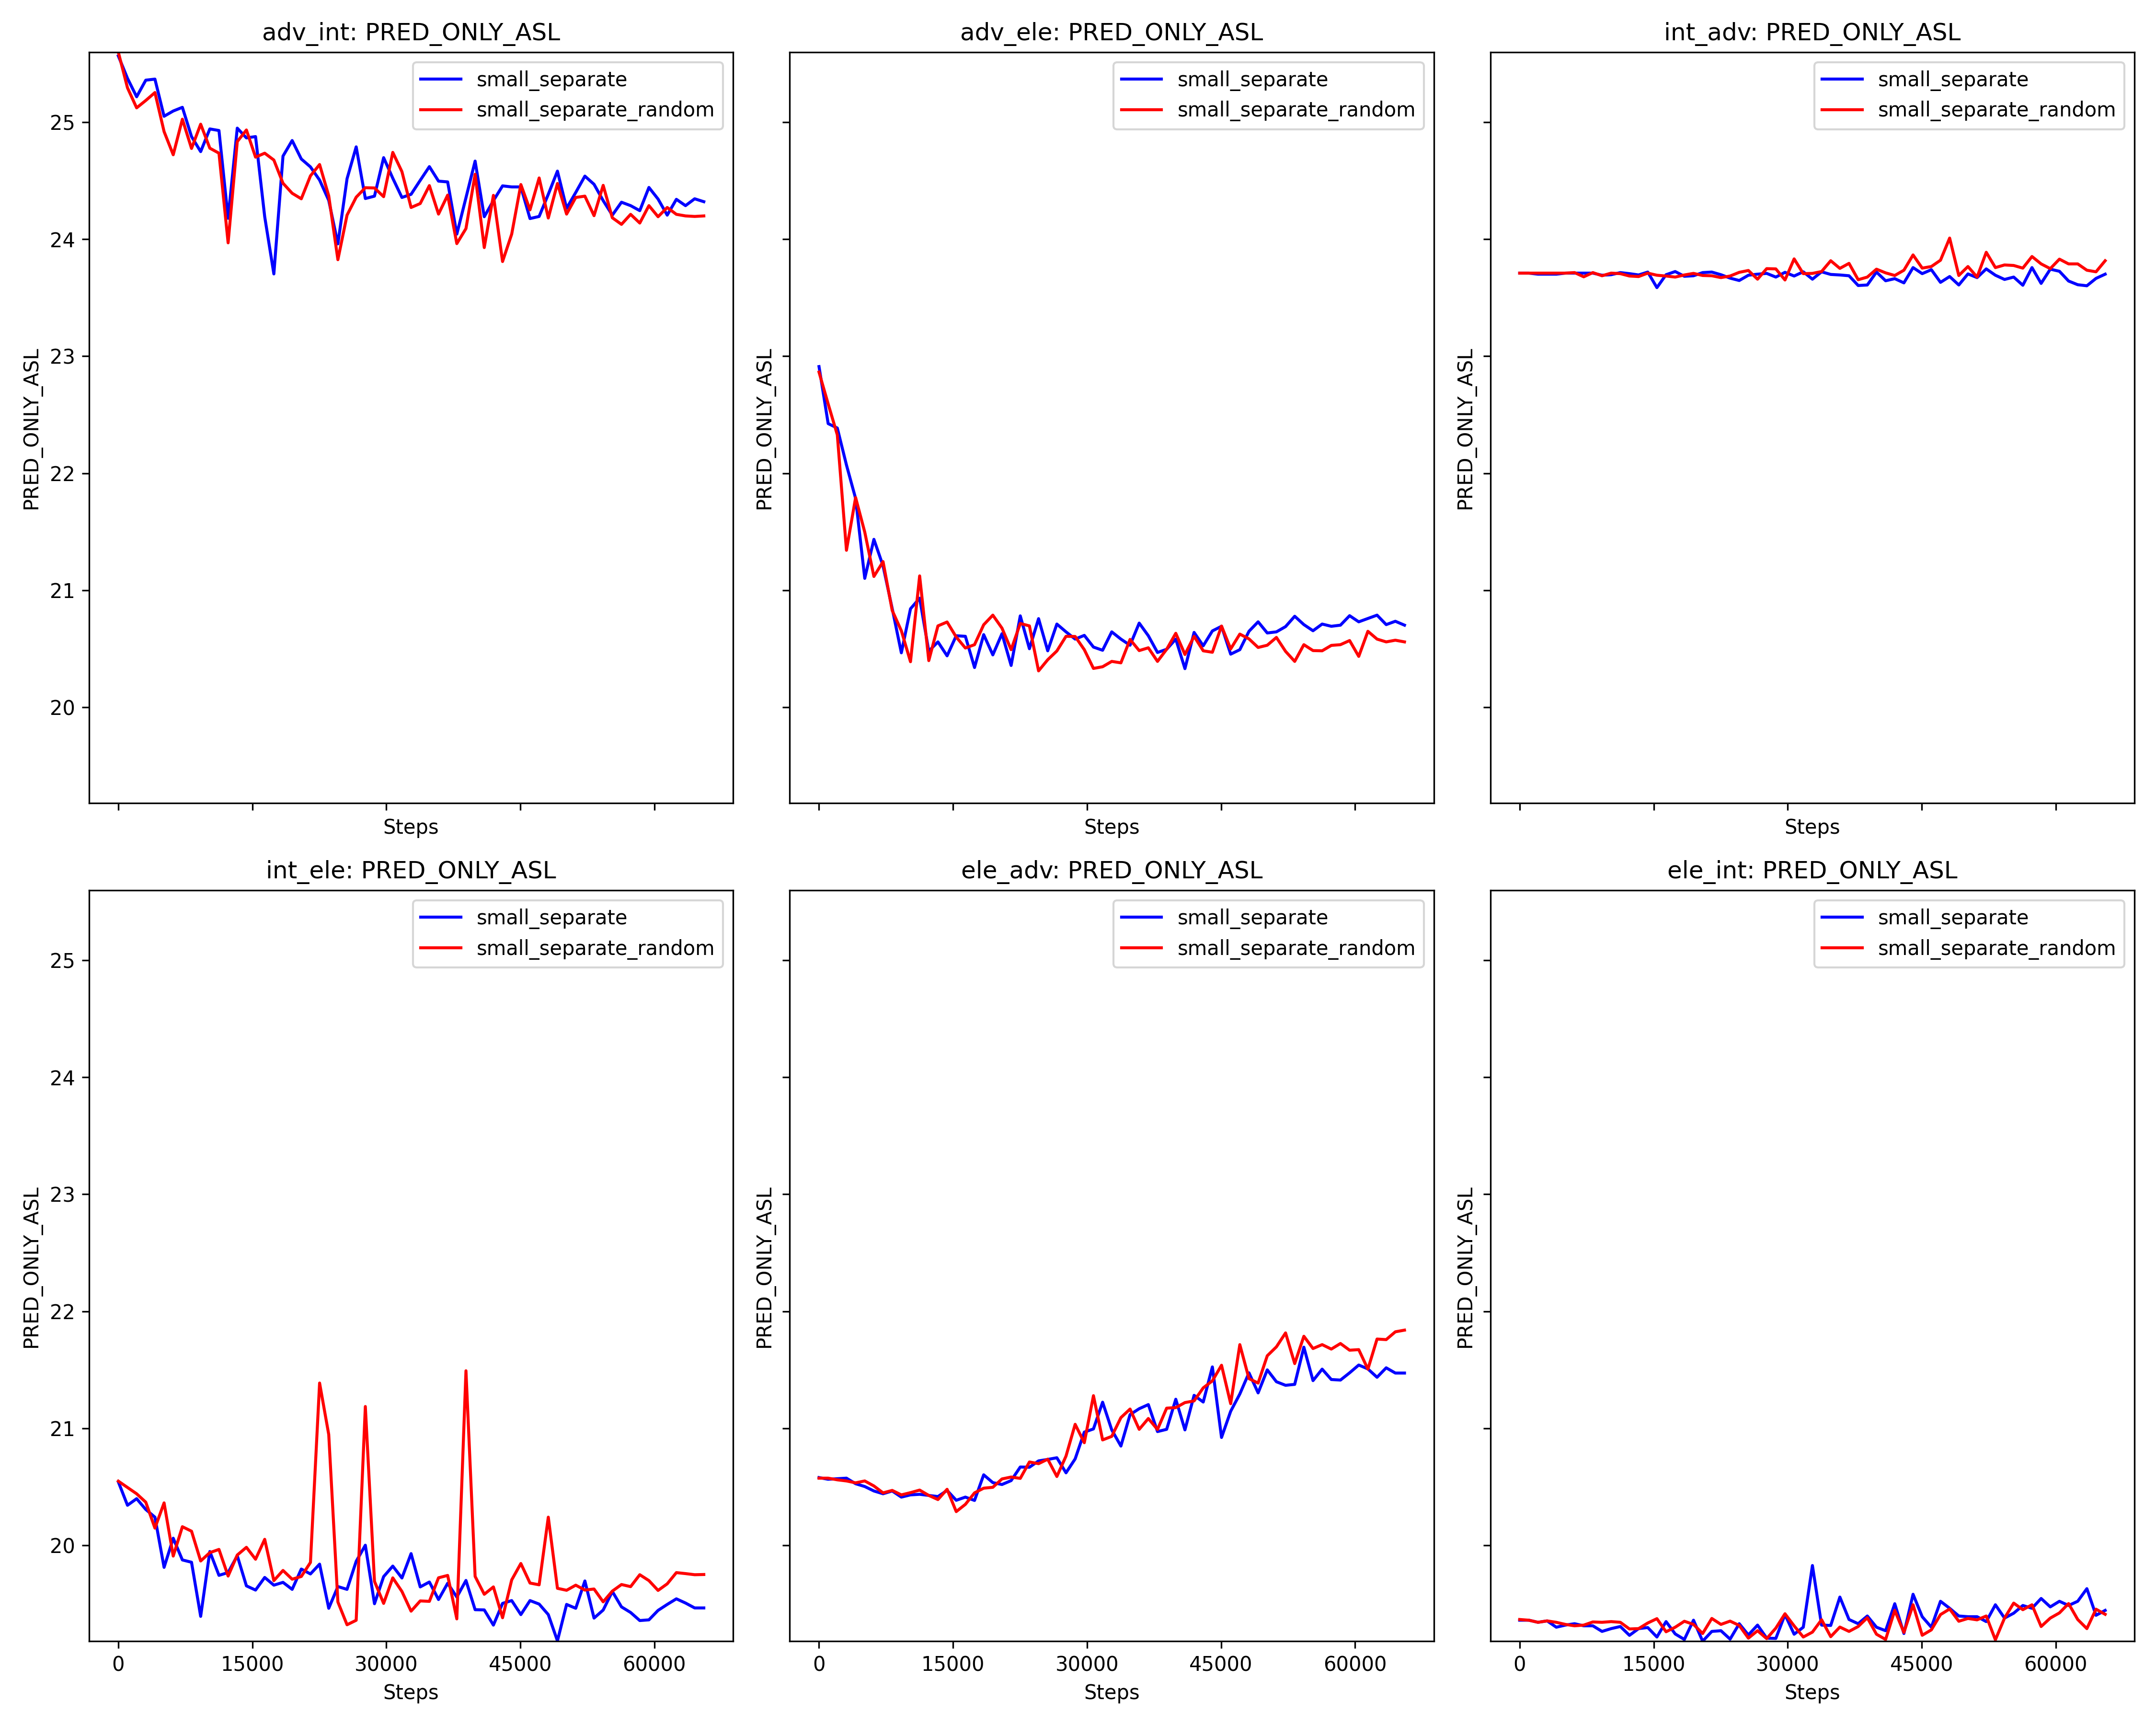 adv_int: PRED_ONLY_ASL
small_separate
small_separate_random
25
24
23
22
21
20
PRED_ONLY_ASL
Steps
adv_ele: PRED_ONLY_ASL
small_separate
small_separate_random
PRED_ONLY_ASL
Steps
int_adv: PRED_ONLY_ASL
small_separate
small_separate_random
PRED_ONLY_ASL
Steps
int_ele: PRED_ONLY_ASL
small_separate
small_separate_random
25
24
23
22
21
20
PRED_ONLY_ASL
0 15000 30000 45000 60000
Steps
ele_adv: PRED_ONLY_ASL
small_separate
small_separate_random
PRED_ONLY_ASL
0 15000 30000 45000 60000
Steps
ele_int: PRED_ONLY_ASL
small_separate
small_separate_random
PRED_ONLY_ASL
0 15000 30000 45000 60000
Steps